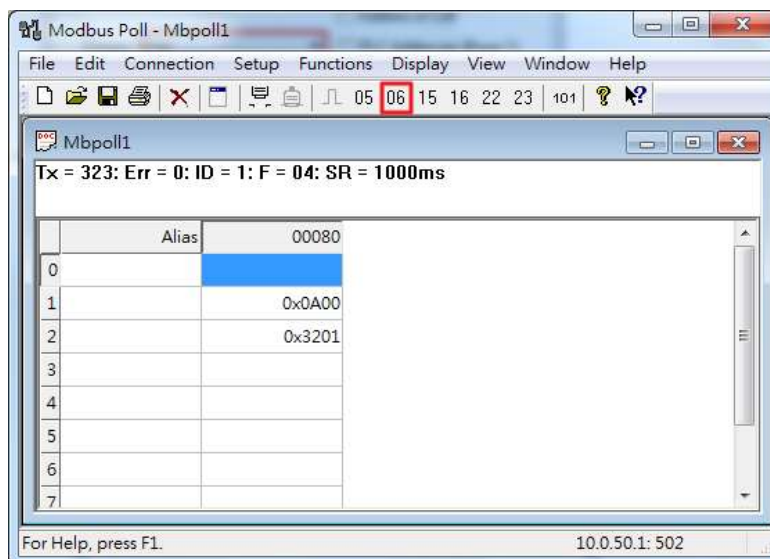 Modbus Poll - Mbpoll1
File Edit Connection Setup Functions Display View Window Help
05 06 15 16 22 23 101
Mbpoll1
Tx = 323: Err = 0: ID = 1: F = 04: SR = 1000ms
Alias 00080
0
1 0x0A00
2 0x3201
3
4
5
6
7
For Help, press F1. 10.0.50.1: 502